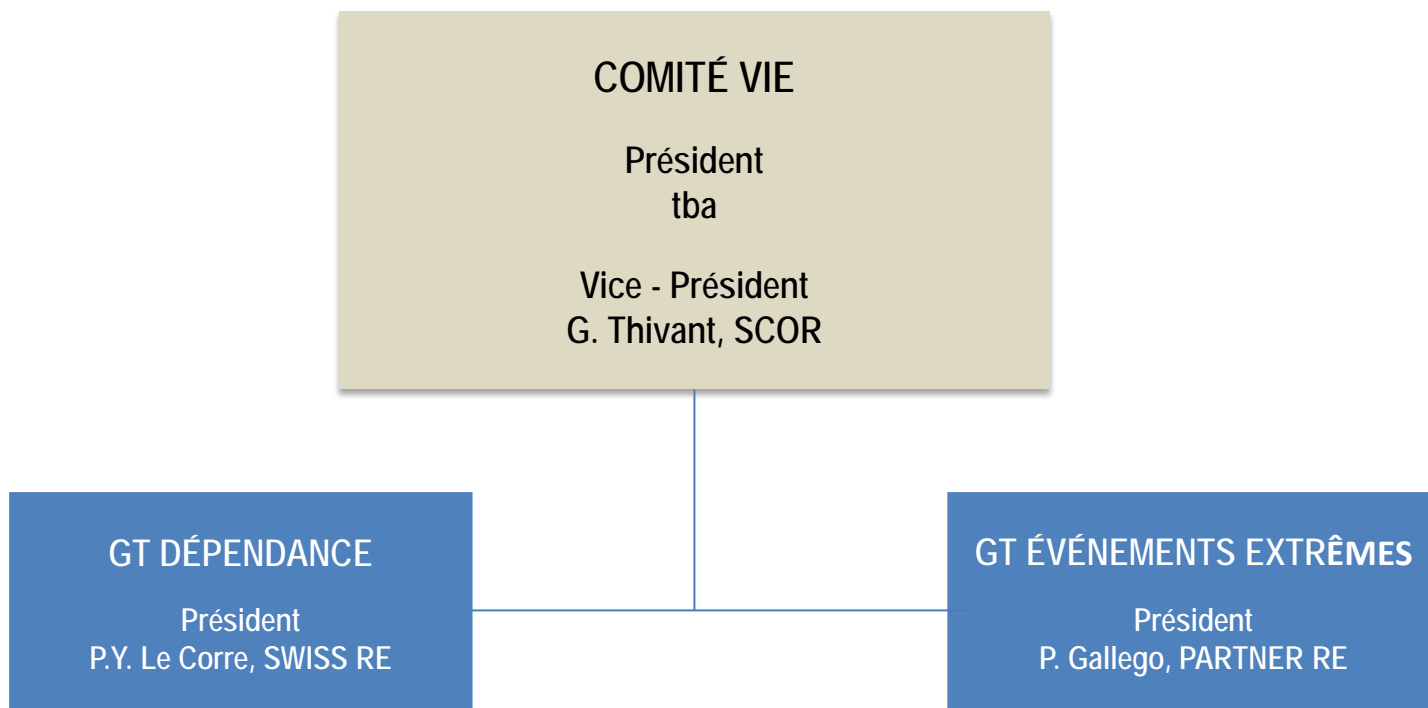 COMITÉ VIE
Président
tba
Vice - Président
G. Thivant, SCOR
GT DÉPENDANCE
Président
P.Y. Le Corre, SWISS RE
GT ÉVÉNEMENTS EXTRÊMES
Président
P. Gallego, PARTNER RE